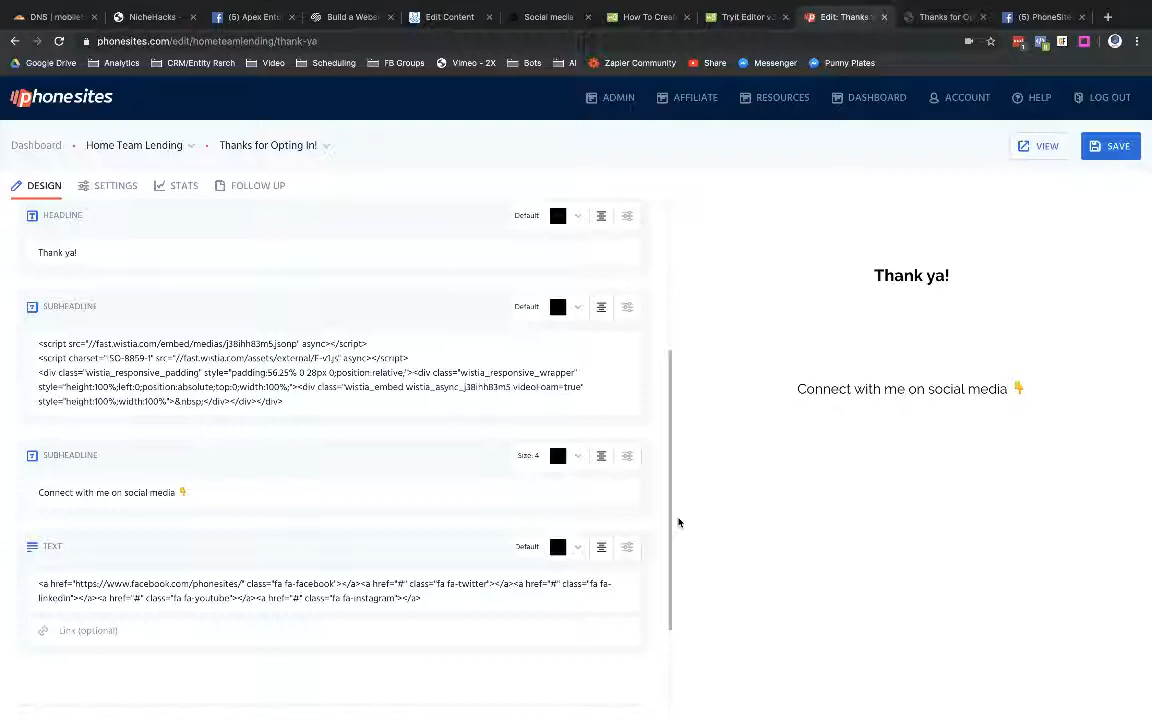 DNS | mobile
NicheHacks -
(5) Apex Ent
Build a Webs
Edit Content
Social media
How To Creat
Tryit Editor v
Edit: Thanks
Thanks for Op
(5) PhoneSite
phonesites.com/edit/hometeamlending/thank-ya
Google Drive
Analytics
CRM/Entity Rsrch
Video
Scheduling
FB Groups
Vimeo - 2X
Bots
AI
Zapier Community
Share
Messenger
Punny Plates
phonesites
ADMIN
AFFILIATE
RESOURCES
DASHBOARD
ACCOUNT
HELP
LOG OUT
Dashboard • Home Team Lending • Thanks for Opting In!
VIEW
SAVE
DESIGN
SETTINGS
STATS
FOLLOW UP
HEADLINE
Default
Thank ya!
Thank ya!
SUBHEADLINE
Default
<script src="//fast.wistia.com/embed/medias/j38ihh83m5.jsonp" async></script>
<script charset="ISO-8859-1" src="//fast.wistia.com/assets/external/E-v1.js" async></script>
<div class="wistia_responsive_padding" style="padding:56.25% 0 28px 0;position:relative;"><div class="wistia_responsive_wrapper"
style="height:100%;left:0;position:absolute;top:0;width:100%;"><div class="wistia_embed wistia_async_j38ihh83m5 videoFoam=true"
style="height:100%;width:100%">&nbsp;</div></div></div>
Connect with me on social media 👇
SUBHEADLINE
Size: 4
Connect with me on social media 👇
TEXT
Default
<a href="https://www.facebook.com/phonesites/" class="fa fa-facebook"></a><a href="#" class="fa fa-twitter"></a><a href="#" class="fa fa-
linkedin"></a><a href="#" class="fa fa-youtube"></a><a href="#" class="fa fa-instagram"></a>
Link (optional)